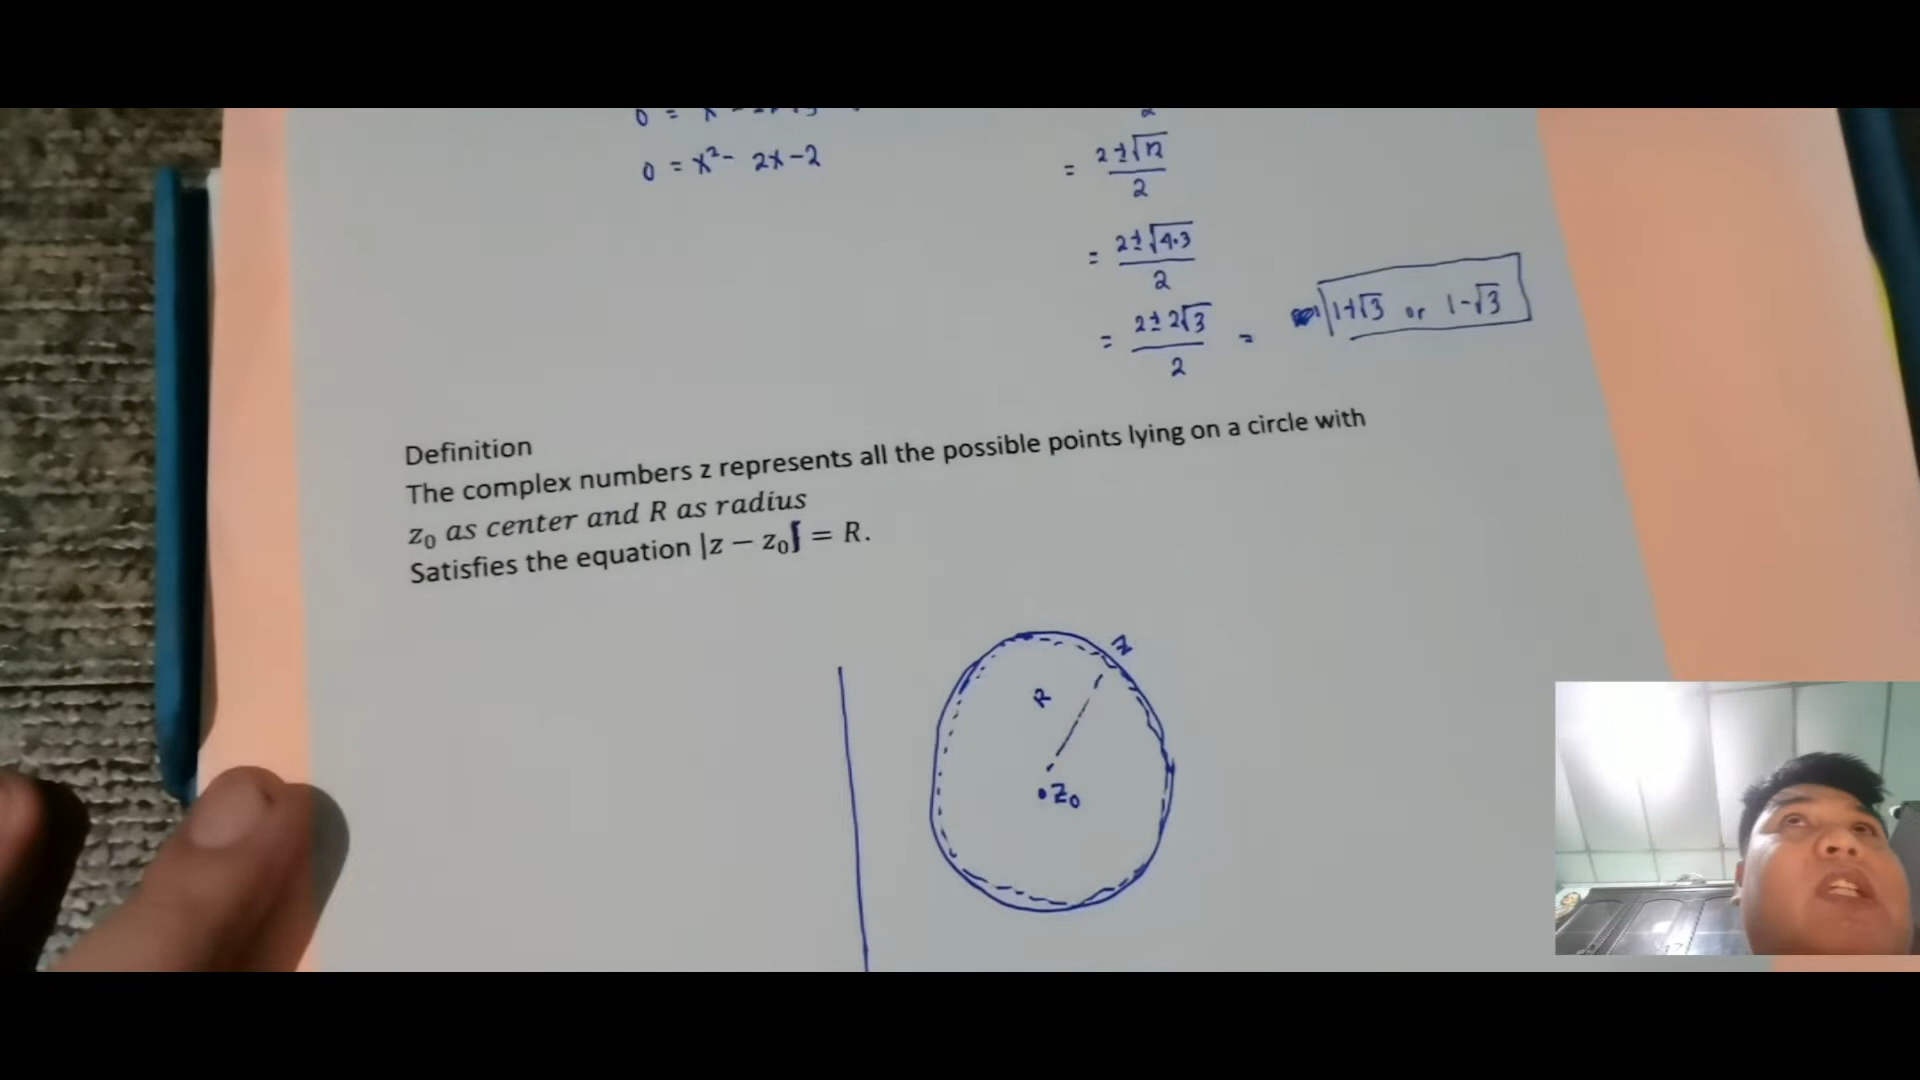 0 = x² - 2x - 2
= 2 ± √12 / 2
= 2 ± √4·3 / 2
= 2 ± 2√3 / 2 = 1+√3 or 1-√3
Definition
The complex numbers z represents all the possible points lying on a circle with
z₀ as center and R as radius
Satisfies the equation |z − z₀| = R.
z
R
z₀